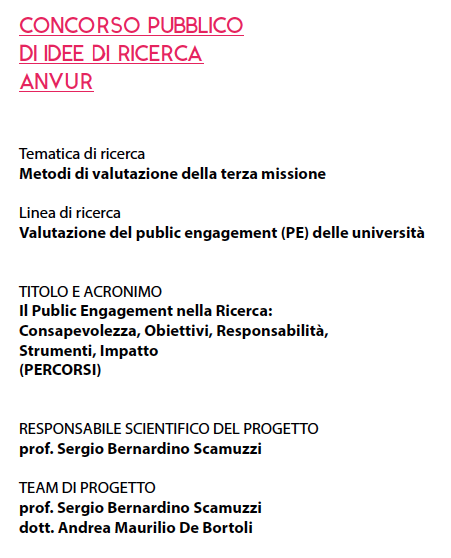 CONCORSO PUBBLICO
DI IDEE DI RICERCA
ANVUR
Tematica di ricerca
Metodi di valutazione della terza missione
Linea di ricerca
Valutazione del public engagement (PE) delle università
TITOLO E ACRONIMO
Il Public Engagement nella Ricerca:
Consapevolezza, Obiettivi, Responsabilità,
Strumenti, Impatto
(PERCORSI)
RESPONSABILE SCIENTIFICO DEL PROGETTO
prof. Sergio Bernardino Scamuzzi
TEAM DI PROGETTO
prof. Sergio Bernardino Scamuzzi
dott. Andrea Maurilio De Bortoli